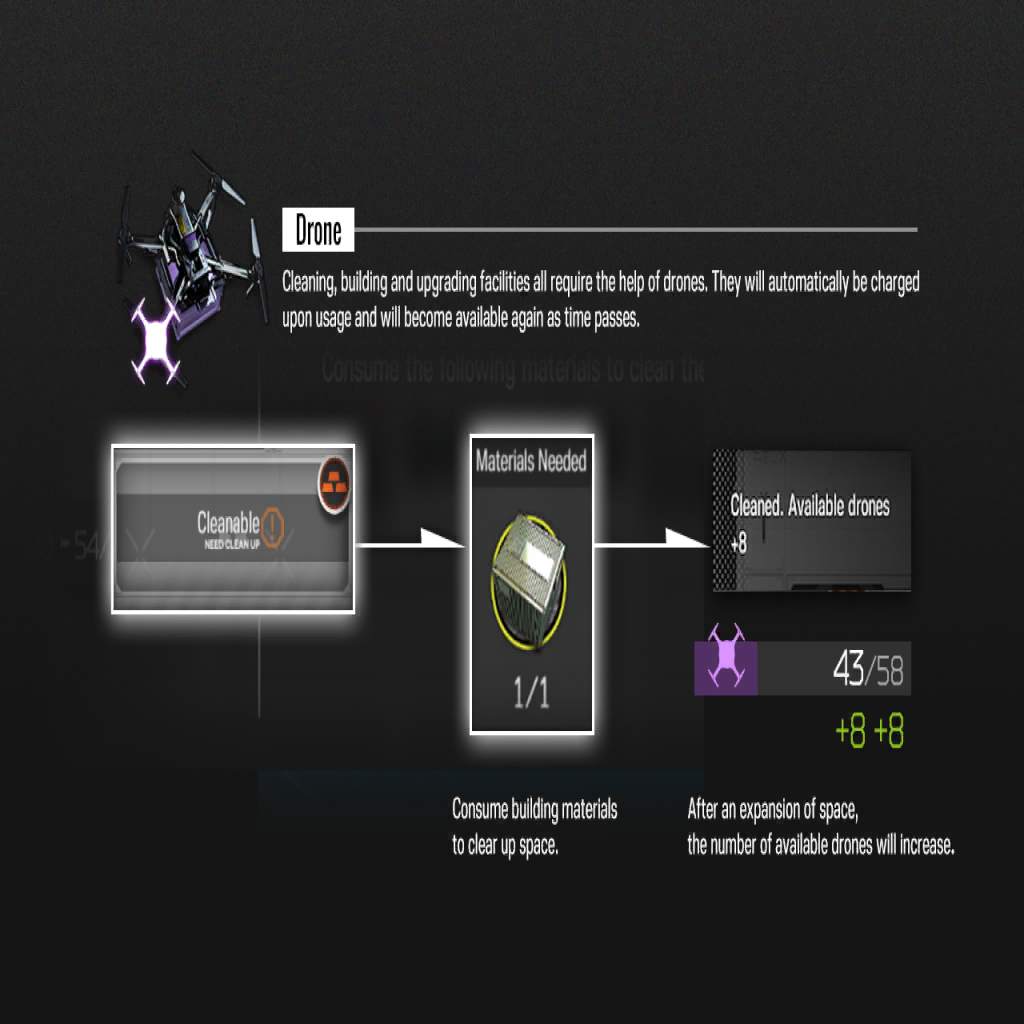 Drone
Cleaning, building and upgrading facilities all require the help of drones. They will automatically be charged
upon usage and will become available again as time passes.
Consume the following materials to clean the
Materials Needed
Cleanable
NEED CLEAN UP
Cleaned. Available drones
+8
54/
1/1
43/58
+8 +8
Consume building materials
to clear up space.
After an expansion of space,
the number of available drones will increase.